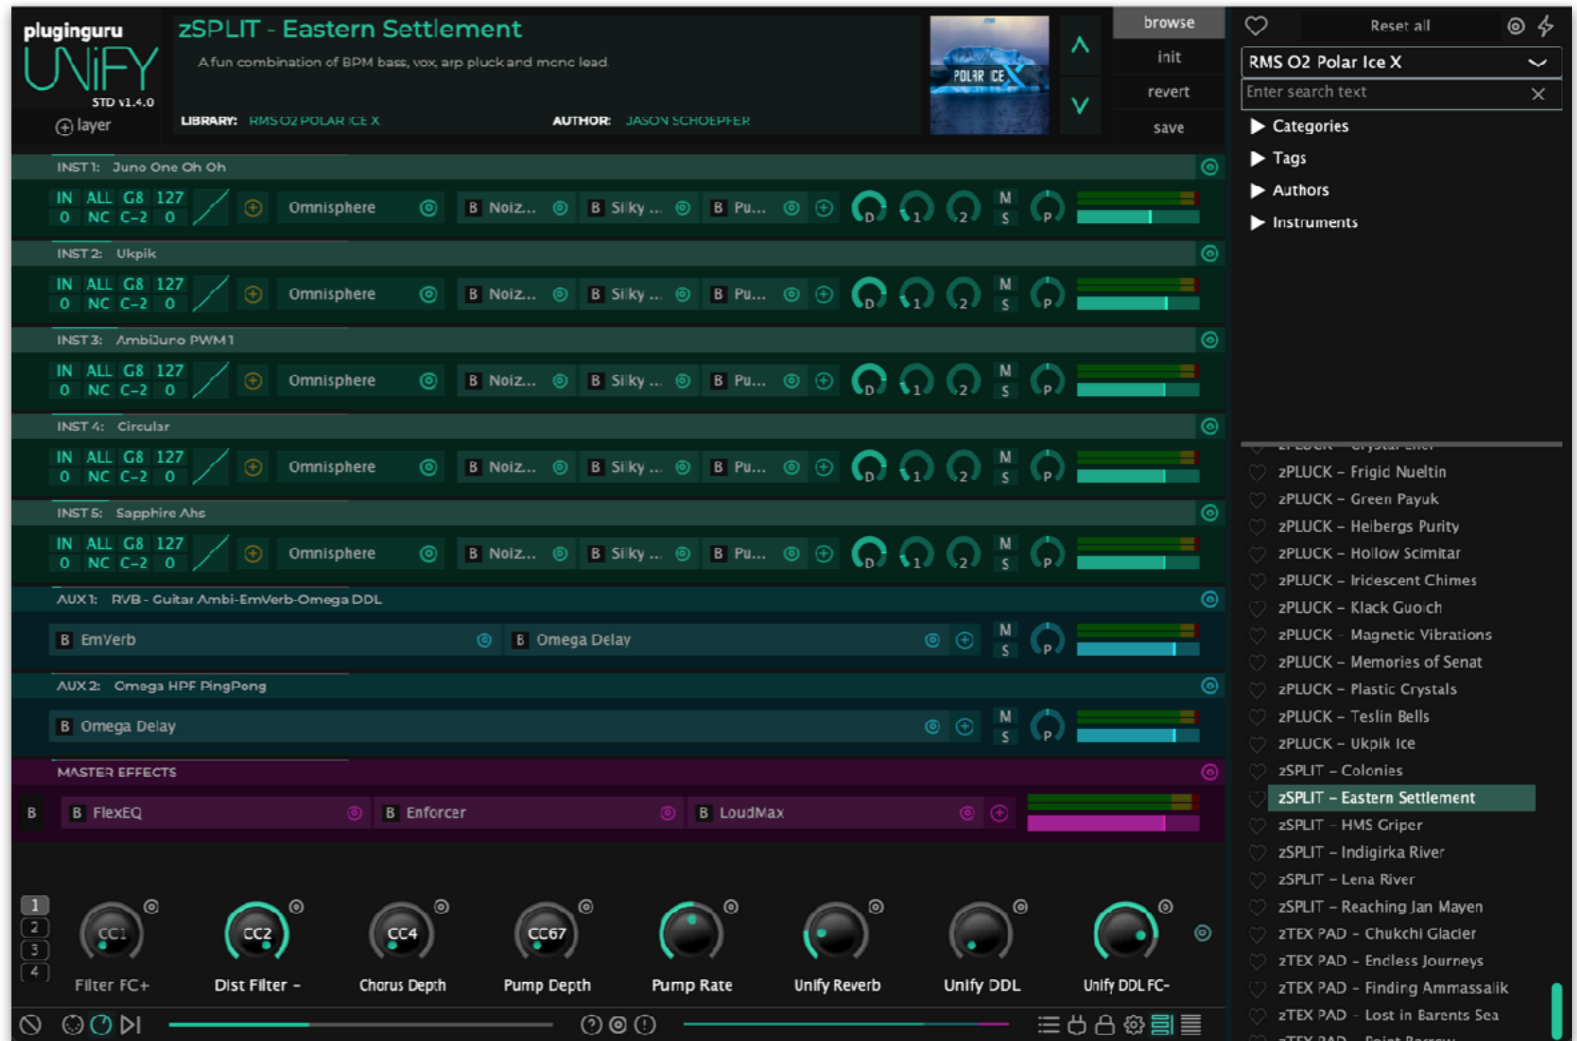 pluginguru
UNiFY
STD v1.4.0
layer
zSPLIT - Eastern Settlement
A fun combination of BPM bass, vox, arp pluck and mono lead.
LIBRARY: RMS O2 POLAR ICE X
AUTHOR: JASON SCHOEPFER
POLAR ICE X
browse
init
revert
save
INST 1: Juno One Oh Oh
IN ALL G8 127
0 NC C-2 0
Omnisphere
B Noiz... B Silky ... B Pu...
D 1 2 M S P
INST 2: Ukpik
IN ALL G8 127
0 NC C-2 0
Omnisphere
B Noiz... B Silky ... B Pu...
D 1 2 M S P
INST 3: AmbiJuno PWM 1
IN ALL G8 127
0 NC C-2 0
Omnisphere
B Noiz... B Silky ... B Pu...
D 1 2 M S P
INST 4: Circular
IN ALL G8 127
0 NC C-2 0
Omnisphere
B Noiz... B Silky ... B Pu...
D 1 2 M S P
INST 5: Sapphire Ahs
IN ALL G8 127
0 NC C-2 0
Omnisphere
B Noiz... B Silky ... B Pu...
D 1 2 M S P
AUX 1: RVB - Guitar Ambi-EmVerb-Omega DDL
B EmVerb B Omega Delay M S P
AUX 2: Omega HPF PingPong
B Omega Delay M S P
MASTER EFFECTS
B B FlexEQ B Enforcer B LoudMax
1
2
3
4
CC1 CC2 CC4 CC67
Filter FC+ Dist Filter - Chorus Depth Pump Depth Pump Rate Unify Reverb Unify DDL Unify DDL FC-
Reset all
RMS O2 Polar Ice X
Enter search text
Categories
Tags
Authors
Instruments
zPLUCK – Frigid Nueltin
zPLUCK – Green Payuk
zPLUCK – Heibergs Purity
zPLUCK – Hollow Scimitar
zPLUCK – Iridescent Chimes
zPLUCK – Klack Guoich
zPLUCK – Magnetic Vibrations
zPLUCK – Memories of Senat
zPLUCK – Plastic Crystals
zPLUCK – Teslin Bells
zPLUCK – Ukpik Ice
zSPLIT – Colonies
zSPLIT – Eastern Settlement
zSPLIT – HMS Griper
zSPLIT – Indigirka River
zSPLIT – Lena River
zSPLIT – Reaching Jan Mayen
zTEX PAD – Chukchi Glacier
zTEX PAD – Endless Journeys
zTEX PAD – Finding Ammassalik
zTEX PAD – Lost in Barents Sea